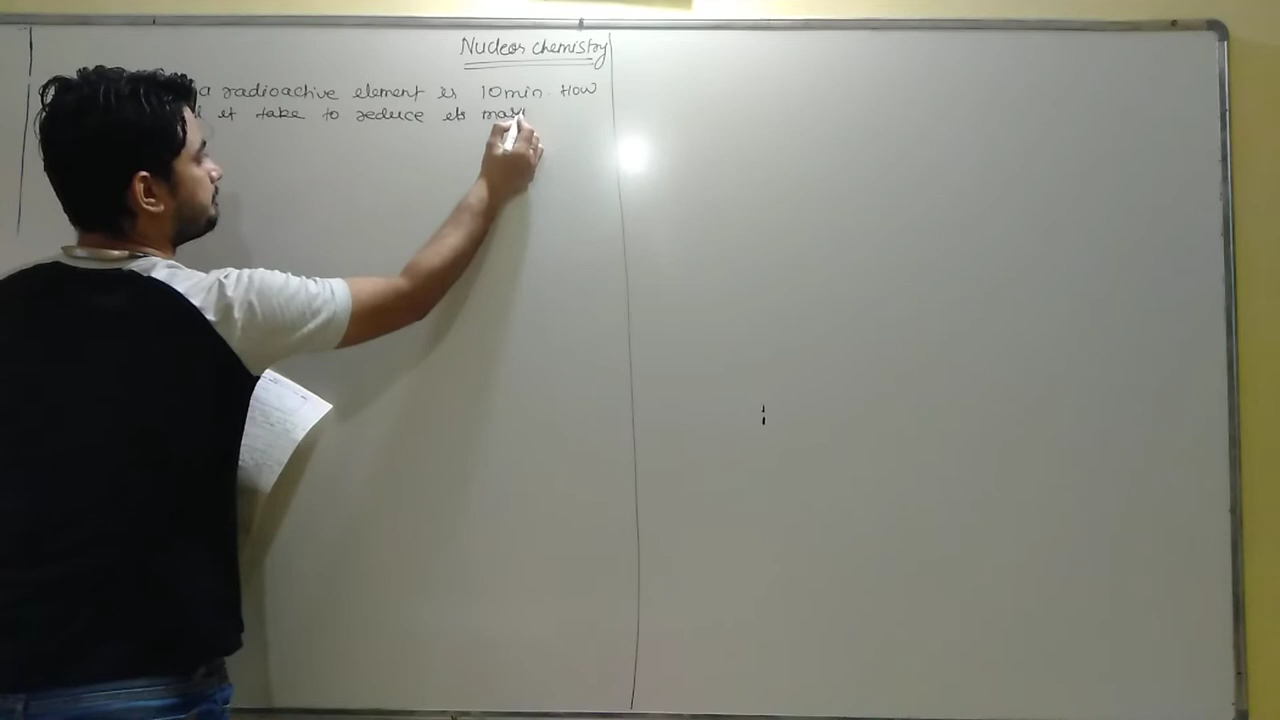 Nuclear chemistry
a radioactive element is 10min. How
it take to reduce its mass